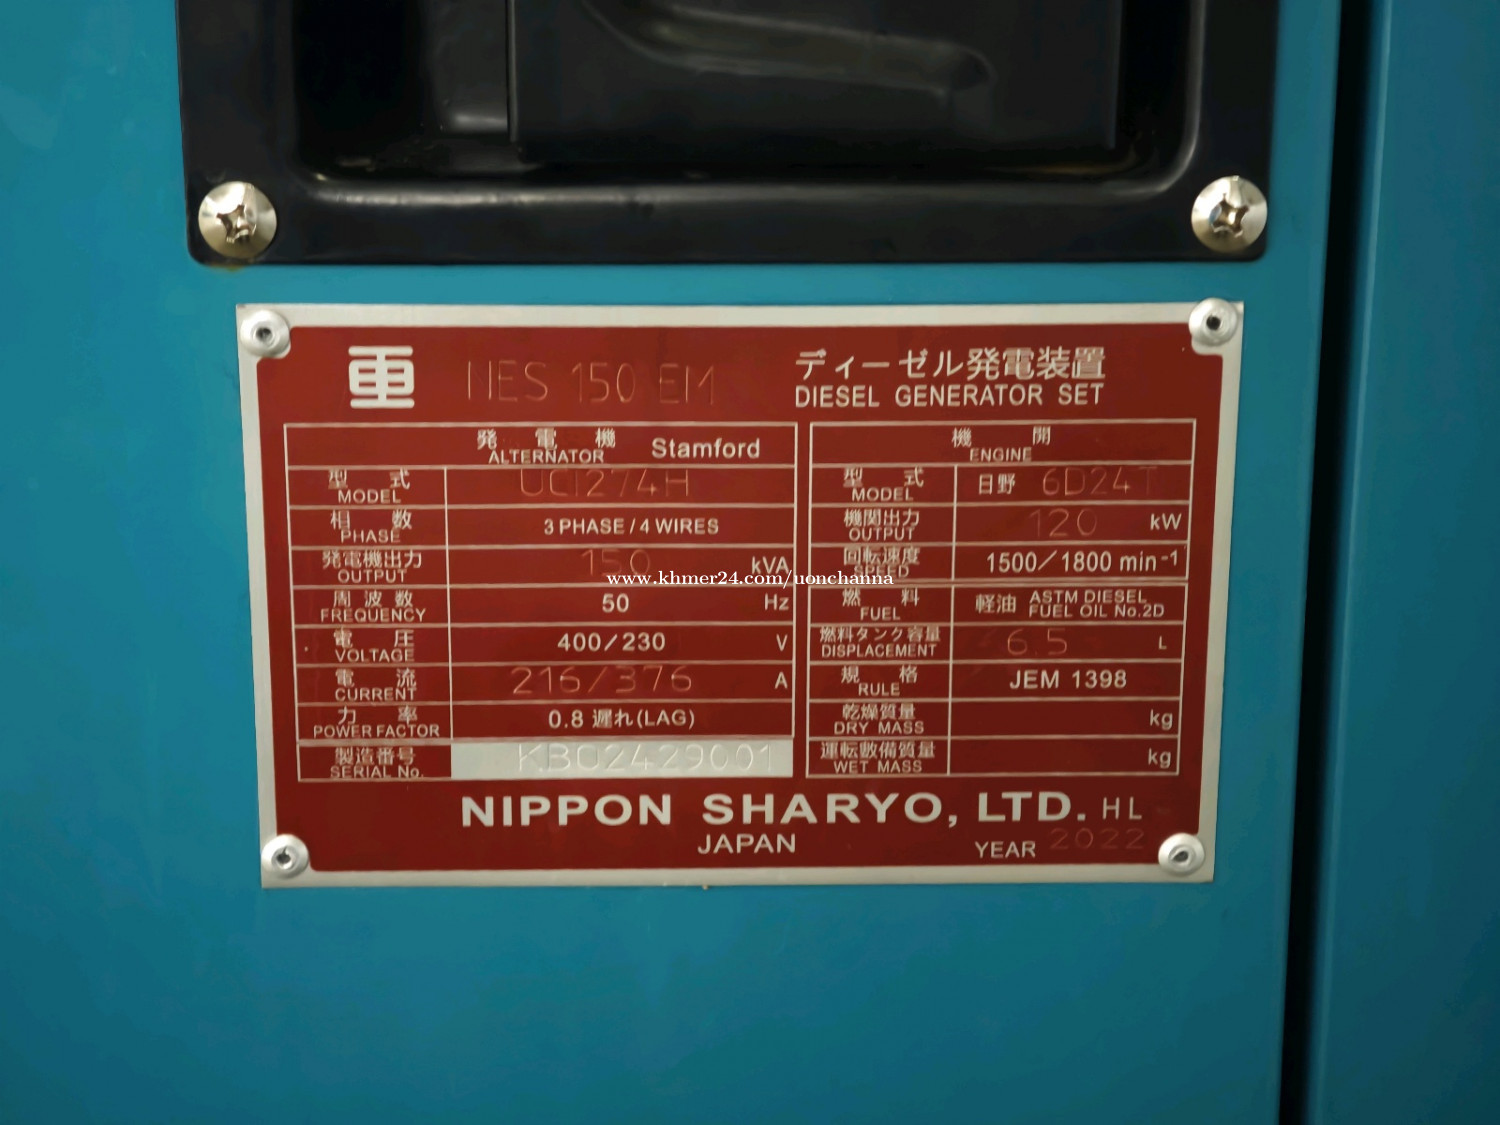 重 NES 150 EM
ディーゼル発電装置
DIESEL GENERATOR SET
発電機 Stamford
ALTERNATOR
型式 UCI274H
MODEL
相数 3 PHASE / 4 WIRES
PHASE
発電機出力 150 kVA
OUTPUT
周波数 50 Hz
FREQUENCY
電圧 400/230 V
VOLTAGE
電流 216/376 A
CURRENT
力率 0.8 遅れ(LAG)
POWER FACTOR
製造番号 KB02429001
SERIAL No.
機関
ENGINE
型式 日野 6D24T
MODEL
機関出力 120 kW
OUTPUT
回転速度 1500/1800 min-1
SPEED
燃料 軽油 ASTM DIESEL
FUEL FUEL OIL No.2D
燃料タンク容量 6.5 L
DISPLACEMENT
規格 JEM 1398
RULE
乾燥質量 kg
DRY MASS
運転整備質量 kg
WET MASS
NIPPON SHARYO, LTD. HL
JAPAN
YEAR 2022
www.khmer24.com/uonchanna